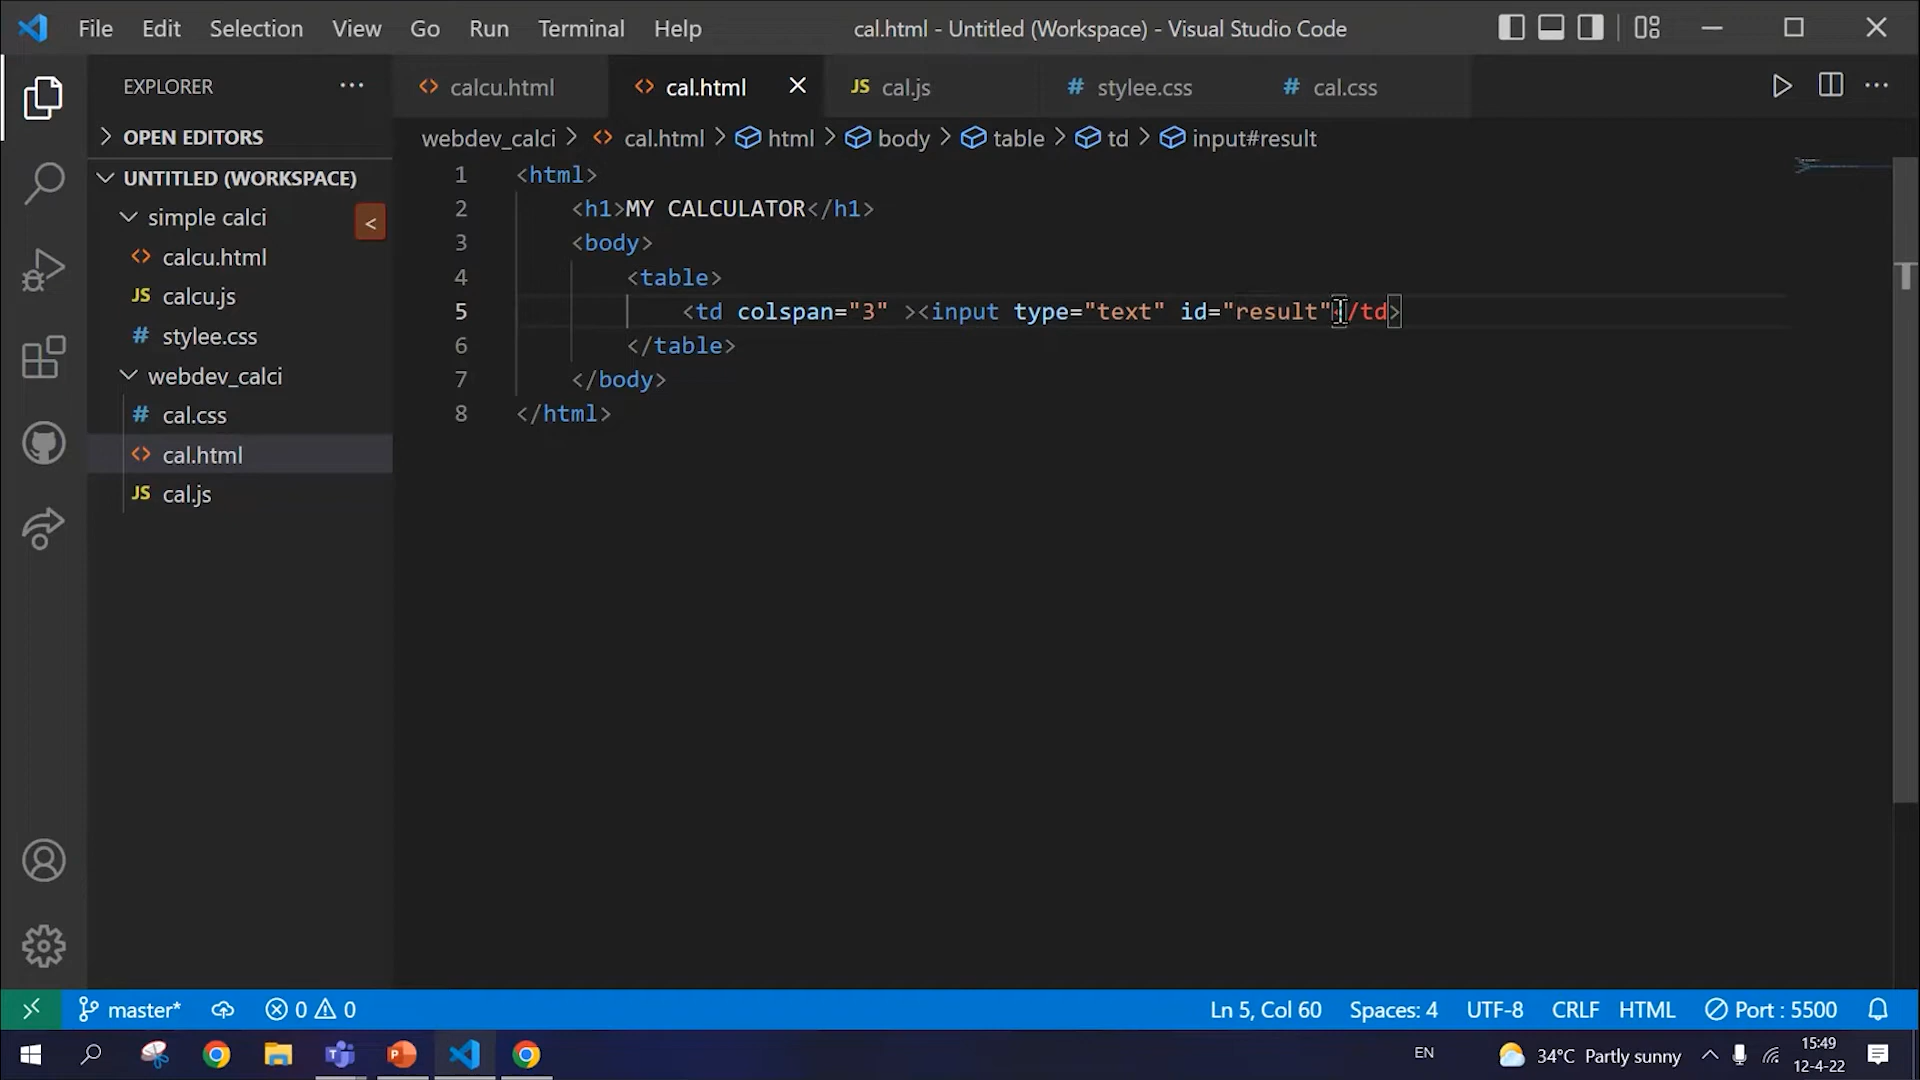 File Edit Selection View Go Run Terminal Help cal.html - Untitled (Workspace) - Visual Studio Code
EXPLORER
OPEN EDITORS
UNTITLED (WORKSPACE)
simple calci
<
calcu.html
JS calcu.js
# stylee.css
webdev_calci
# cal.css
cal.html
JS cal.js
calcu.html cal.html JS cal.js # stylee.css # cal.css
webdev_calci > cal.html > html > body > table > td > input#result
1 <html>
2 <h1>MY CALCULATOR</h1>
3 <body>
4 <table>
5 <td colspan="3" ><input type="text" id="result"</td>
6 </table>
7 </body>
8 </html>
master* 0 0 Ln 5, Col 60 Spaces: 4 UTF-8 CRLF HTML Port : 5500
EN 34°C Partly sunny 15:49
12-4-22